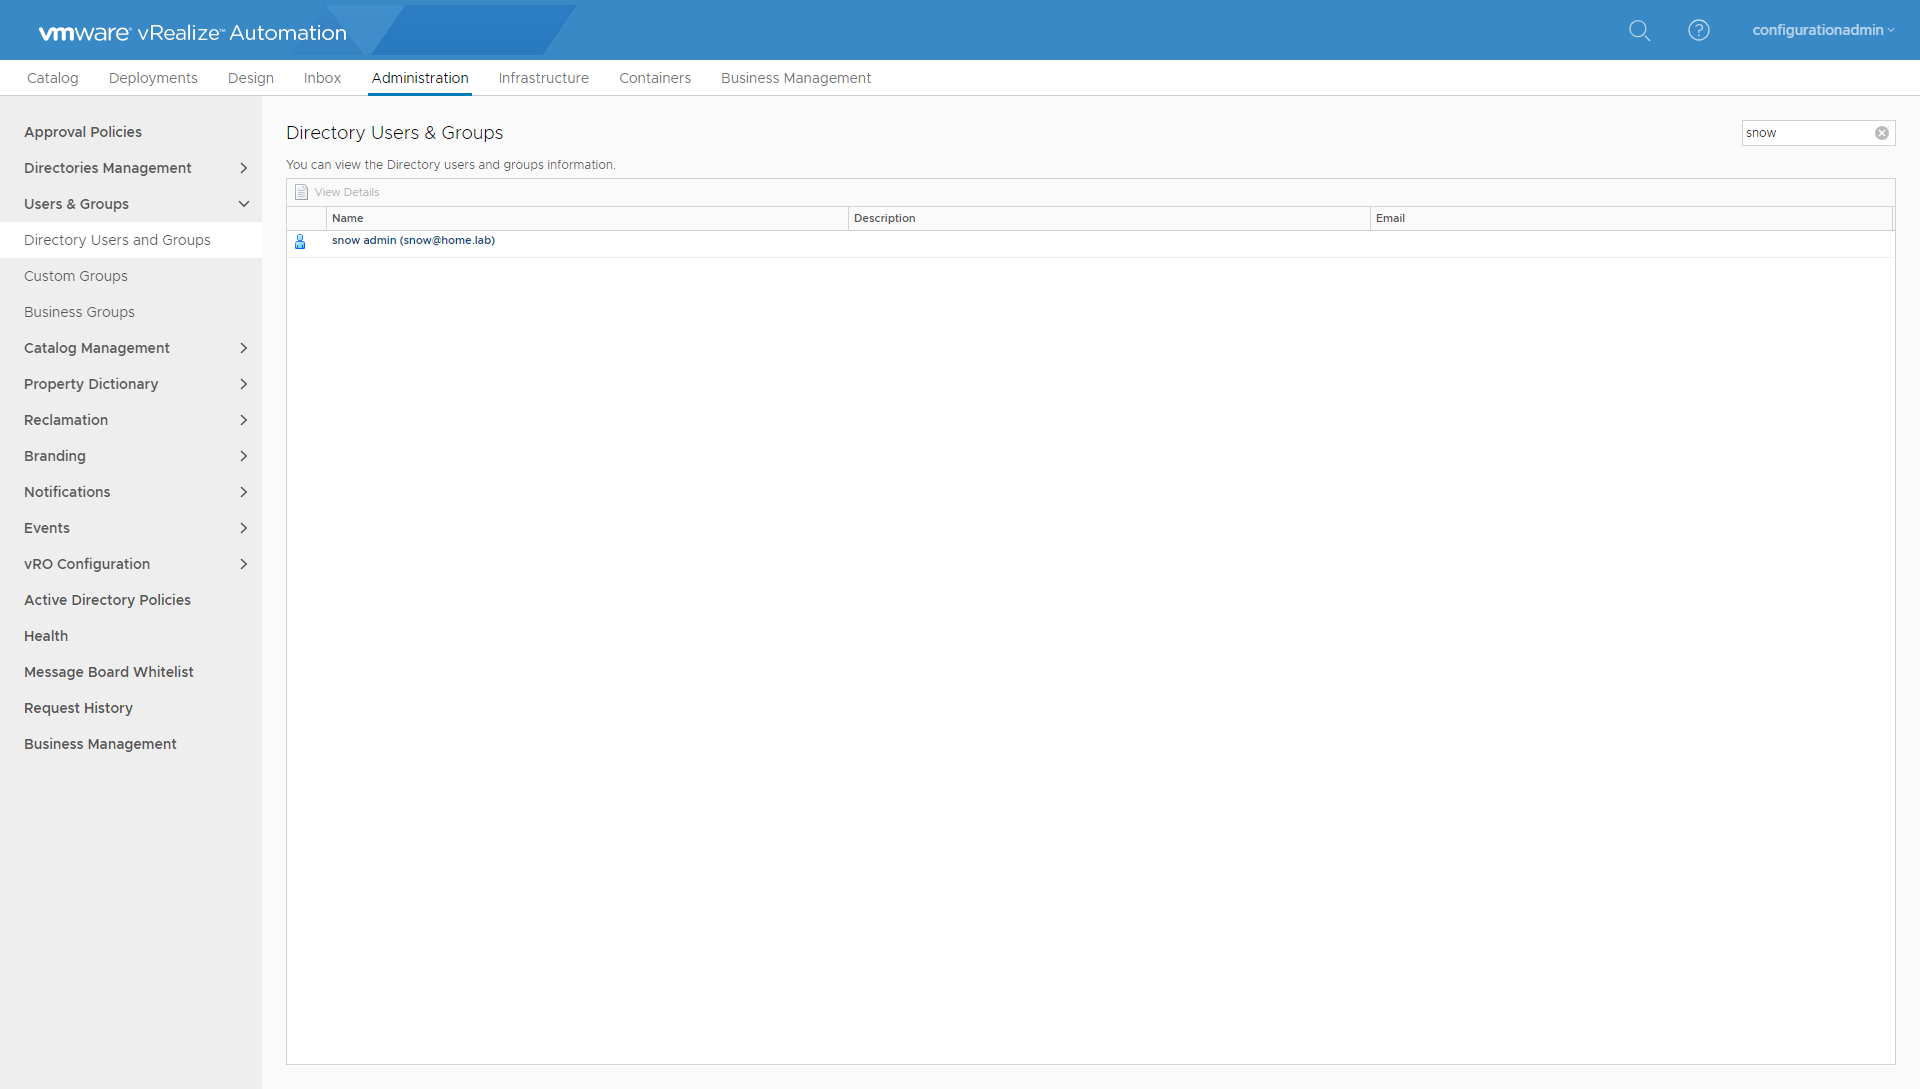 vmware vRealize™ Automation
configurationadmin
Catalog Deployments Design Inbox Administration Infrastructure Containers Business Management
Approval Policies
Directories Management
Users & Groups
Directory Users and Groups
Custom Groups
Business Groups
Catalog Management
Property Dictionary
Reclamation
Branding
Notifications
Events
vRO Configuration
Active Directory Policies
Health
Message Board Whitelist
Request History
Business Management
Directory Users & Groups
snow
You can view the Directory users and groups information.
View Details
Name Description Email
snow admin (snow@home.lab)